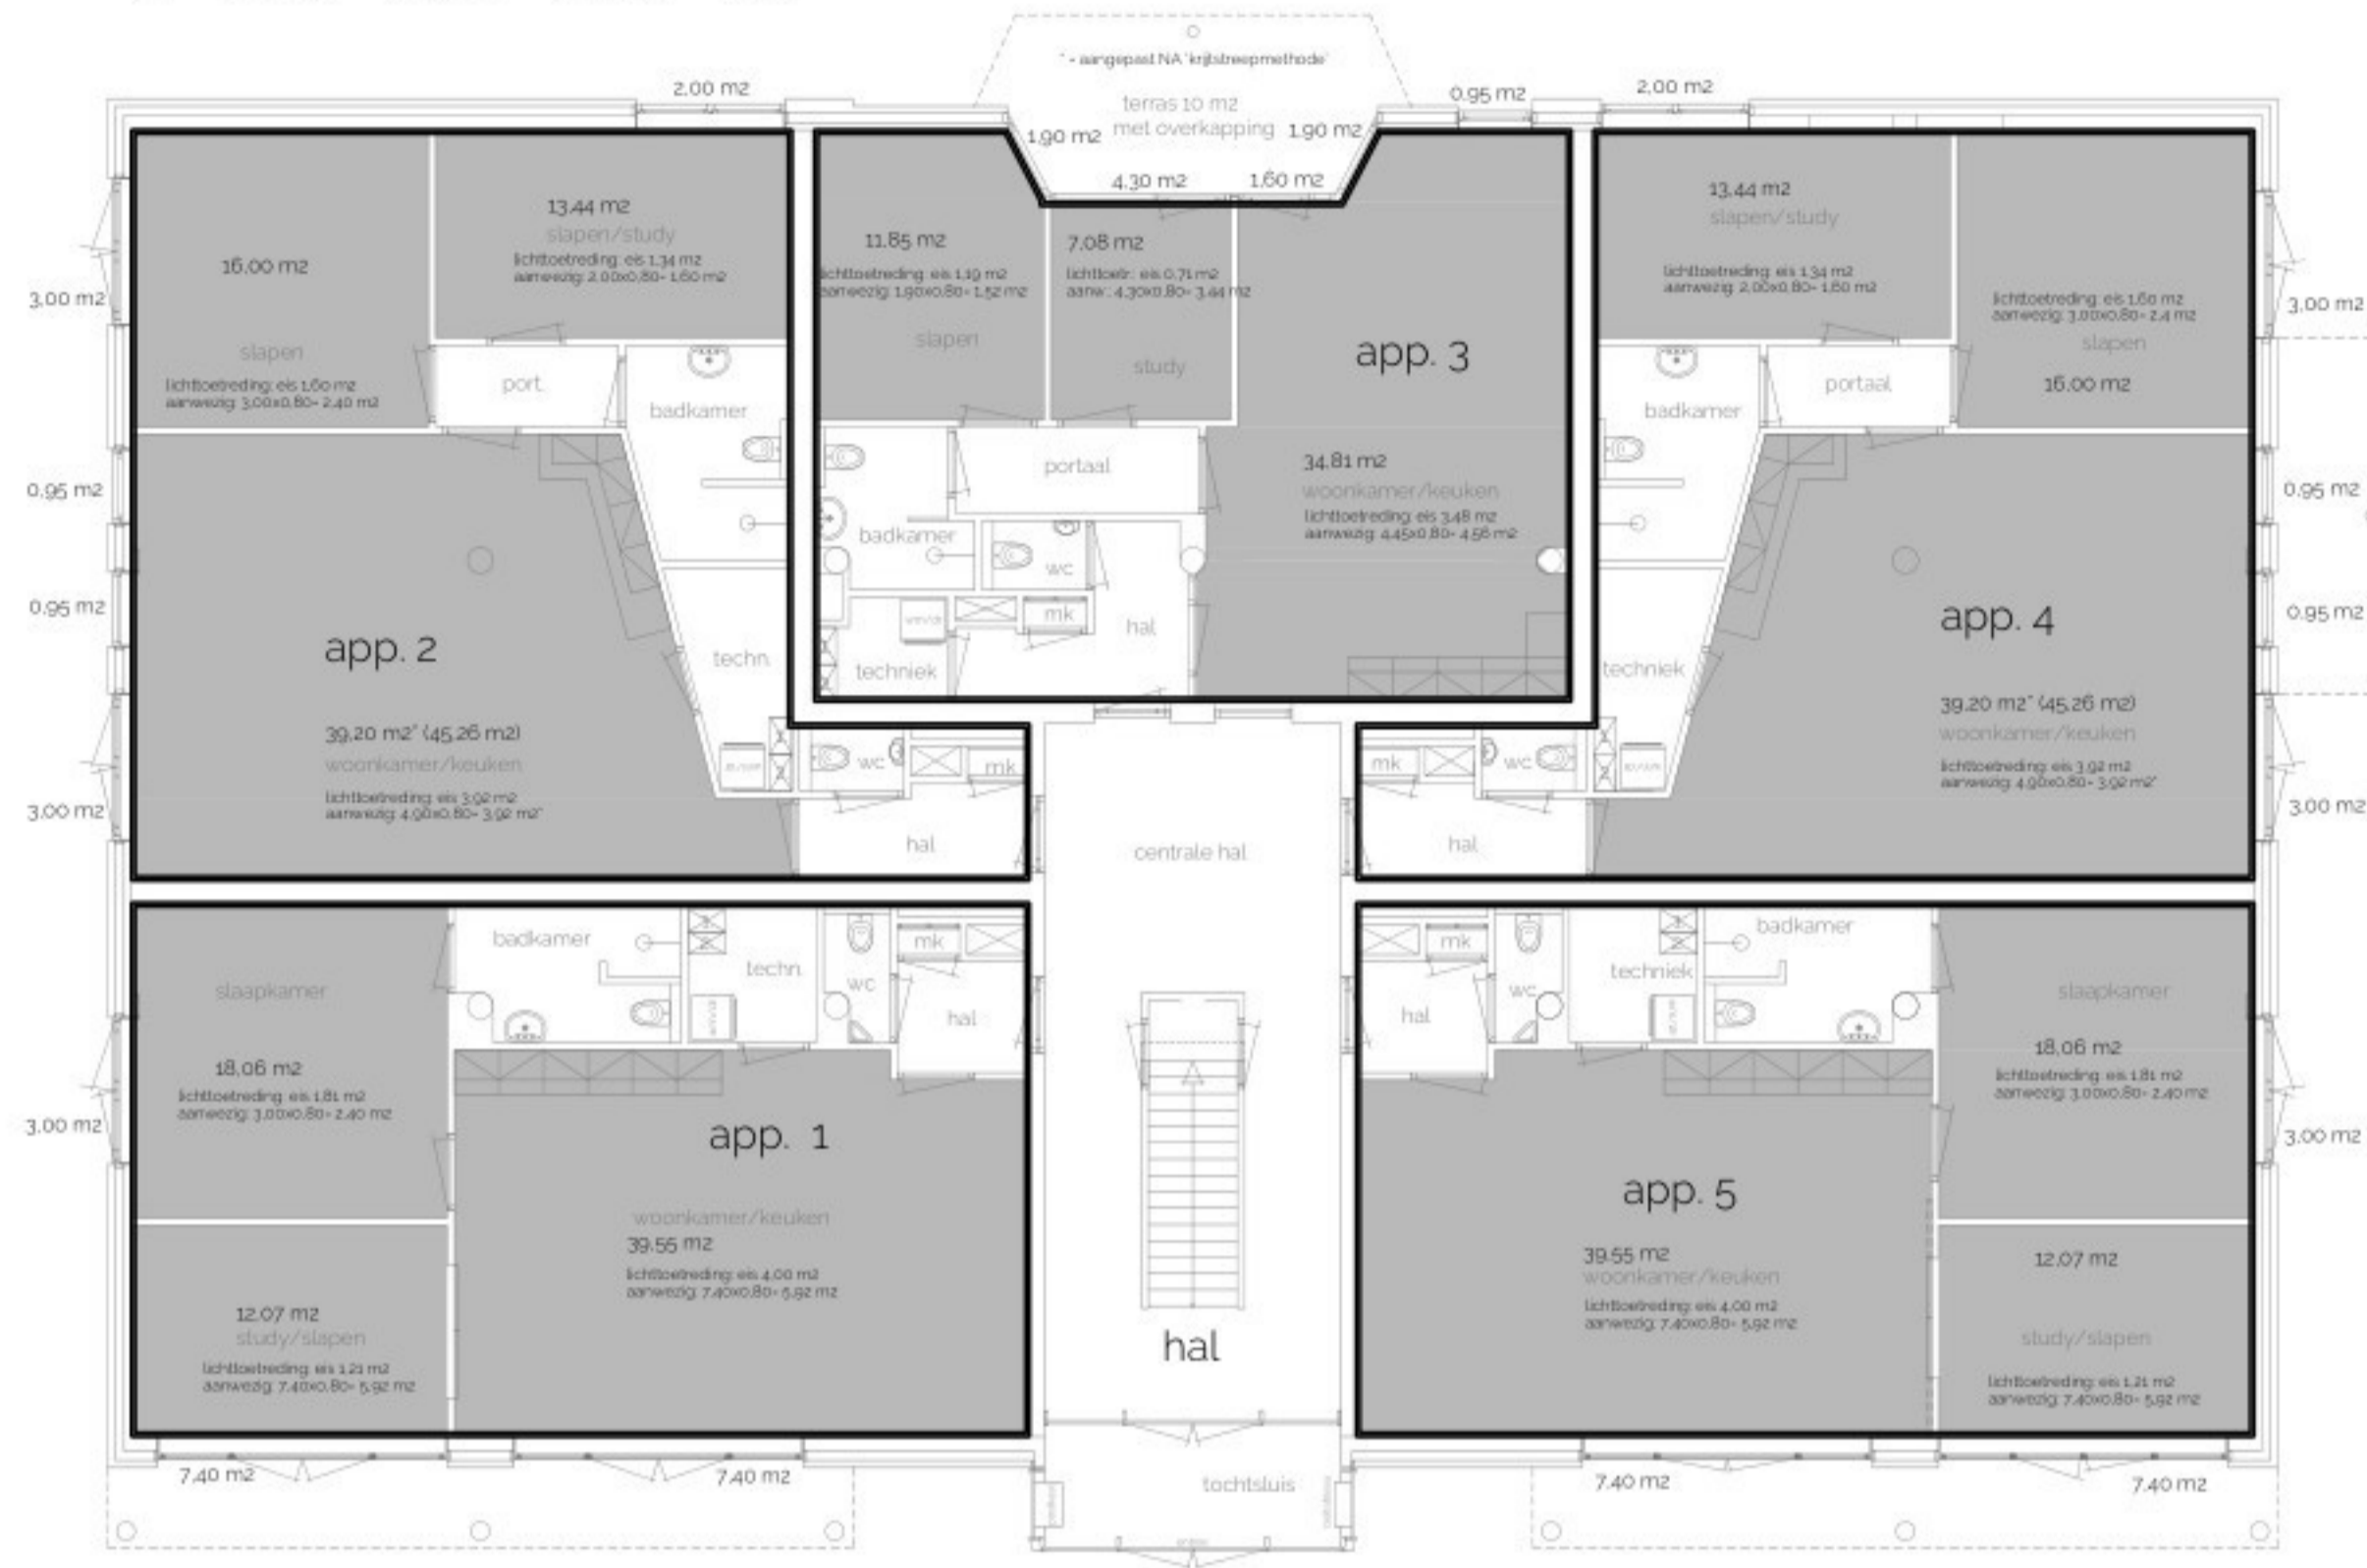 * - aangepast NA 'krijtstreepmethode'
terras 10 m2
met overkapping
2,00 m2
1,90 m2
1,90 m2
0,95 m2
2,00 m2
4,30 m2
1,60 m2
16,00 m2
slapen
lichttoetreding: eis 1,60 m2
aanwezig: 3,00x0,80= 2,40 m2
3,00 m2
13,44 m2
slapen/study
lichttoetreding: eis 1,34 m2
aanwezig: 2,00x0,80= 1,60 m2
port.
badkamer
0,95 m2
0,95 m2
app. 2
39,20 m2* (45,26 m2)
woonkamer/keuken
lichttoetreding: eis 3,92 m2
aanwezig: 4,90x0,80= 3,92 m2*
3,00 m2
techn.
wc
mk
hal
11,85 m2
lichttoetreding: eis 1,19 m2
aanwezig: 1,90x0,80= 1,52 m2
slapen
7,08 m2
lichttoetr.: eis 0,71 m2
aanw.: 4,30x0,80= 3,44 m2
study
app. 3
34,81 m2
woonkamer/keuken
lichttoetreding: eis 3,48 m2
aanwezig: 4,45x0,80= 4,56 m2
portaal
badkamer
wc
mk
hal
techniek
13,44 m2
slapen/study
lichttoetreding: eis 1,34 m2
aanwezig: 2,00x0,80= 1,60 m2
lichttoetreding: eis 1,60 m2
aanwezig: 3,00x0,80= 2,4 m2
slapen
16,00 m2
3,00 m2
badkamer
portaal
0,95 m2
0,95 m2
app. 4
techniek
39,20 m2* (45,26 m2)
woonkamer/keuken
lichttoetreding: eis 3,92 m2
aanwezig: 4,90x0,80= 3,92 m2*
3,00 m2
mk
wc
hal
centrale hal
slaapkamer
18,06 m2
lichttoetreding: eis 1,81 m2
aanwezig: 3,00x0,80= 2,40 m2
3,00 m2
badkamer
techn.
wc
mk
hal
app. 1
woonkamer/keuken
39,55 m2
lichttoetreding: eis 4,00 m2
aanwezig: 7,40x0,80= 5,92 m2
12,07 m2
study/slapen
lichttoetreding: eis 1,21 m2
aanwezig: 7,40x0,80= 5,92 m2
7,40 m2
7,40 m2
hal
tochtsluis
mk
hal
wc
techniek
badkamer
slaapkamer
18,06 m2
lichttoetreding: eis 1,81 m2
aanwezig: 3,00x0,80= 2,40 m2
3,00 m2
app. 5
39,55 m2
woonkamer/keuken
lichttoetreding: eis 4,00 m2
aanwezig: 7,40x0,80= 5,92 m2
12,07 m2
study/slapen
lichttoetreding: eis 1,21 m2
aanwezig: 7,40x0,80= 5,92 m2
7,40 m2
7,40 m2